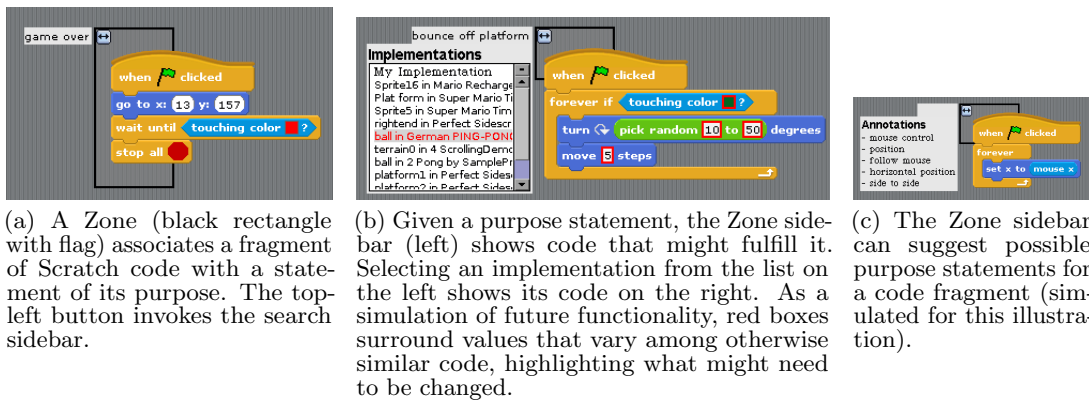 game over
when clicked
go to x: 13 y: 157
wait until touching color ?
stop all
bounce off platform
Implementations
My Implementation
Sprite16 in Mario Recharge
Plat form in Super Mario Ti
Sprite5 in Super Mario Tim
rightend in Perfect Sidescr
ball in German PING-PONG
terrain0 in 4 ScrollingDemo
ball in 2 Pong by SamplePr
platform1 in Perfect Sides
platform2 in Perfect Sides
when clicked
forever if touching color ?
turn pick random 10 to 50 degrees
move 5 steps
Annotations
- mouse control
- position
- follow mouse
- horizontal position
- side to side
when clicked
forever
set x to mouse x
(a) A Zone (black rectangle
with flag) associates a fragment
of Scratch code with a state-
ment of its purpose. The top-
left button invokes the search
sidebar.
(b) Given a purpose statement, the Zone side-
bar (left) shows code that might fulfill it.
Selecting an implementation from the list on
the left shows its code on the right. As a
simulation of future functionality, red boxes
surround values that vary among otherwise
similar code, highlighting what might need
to be changed.
(c) The Zone sidebar
can suggest possible
purpose statements for
a code fragment (sim-
ulated for this illustra-
tion).